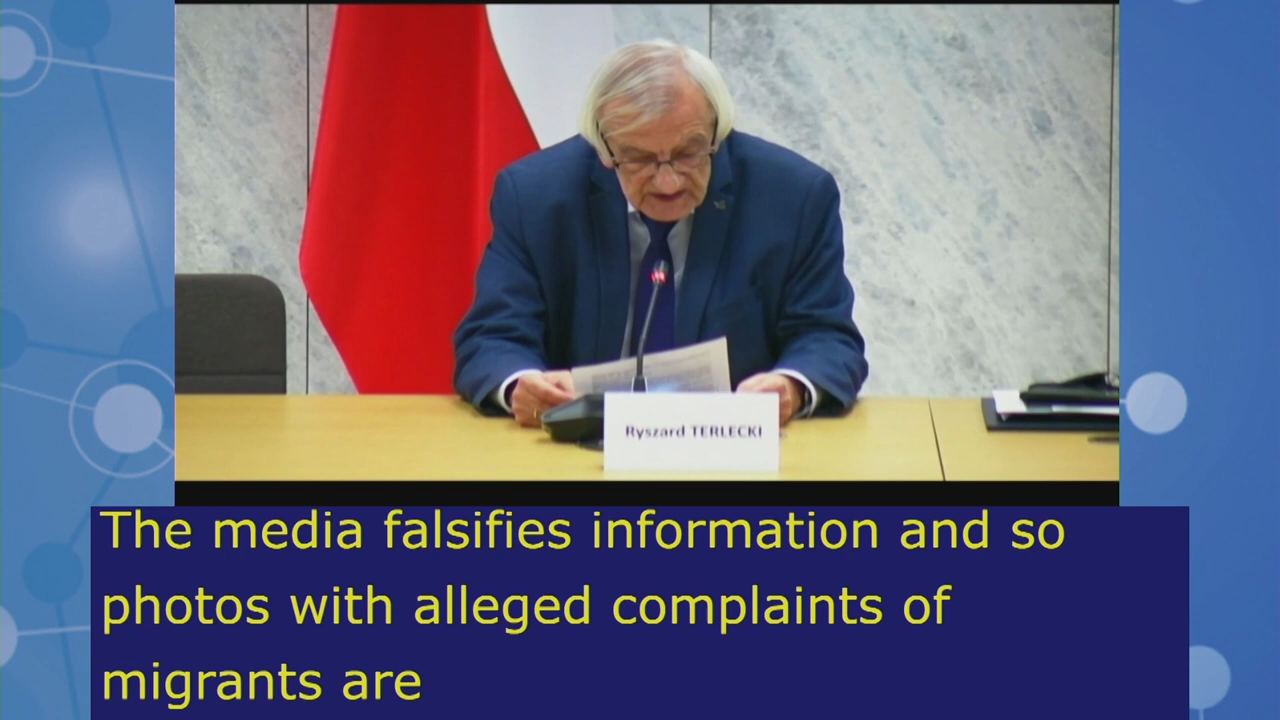 Ryszard TERLECKI
The media falsifies information and so
photos with alleged complaints of
migrants are